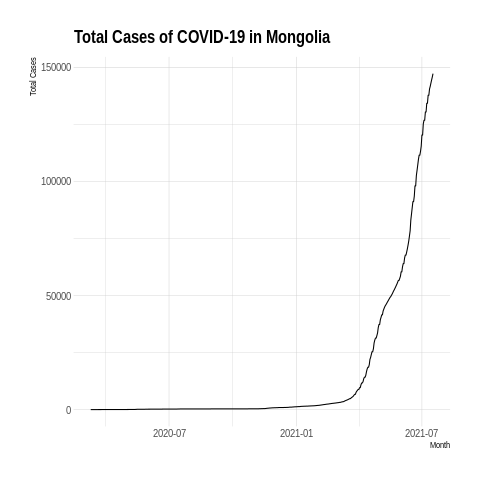 Total Cases of COVID-19 in Mongolia
Total Cases
150000
100000
50000
0
2020-07
2021-01
2021-07
Month